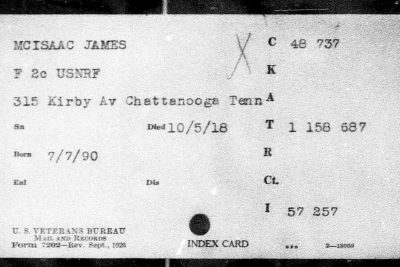 MCISAAC JAMES C 48 737
F 2c USNRF K
315 Kirby Av Chattanooga Tenn A
Sn Died 10/5/18 T 1 158 687
Born 7/7/90 R
Enl Dis Ct.
I 57 257
U. S. VETERANS BUREAU
MAIL AND RECORDS
Form 7202—Rev. Sept., 1926 INDEX CARD GPO